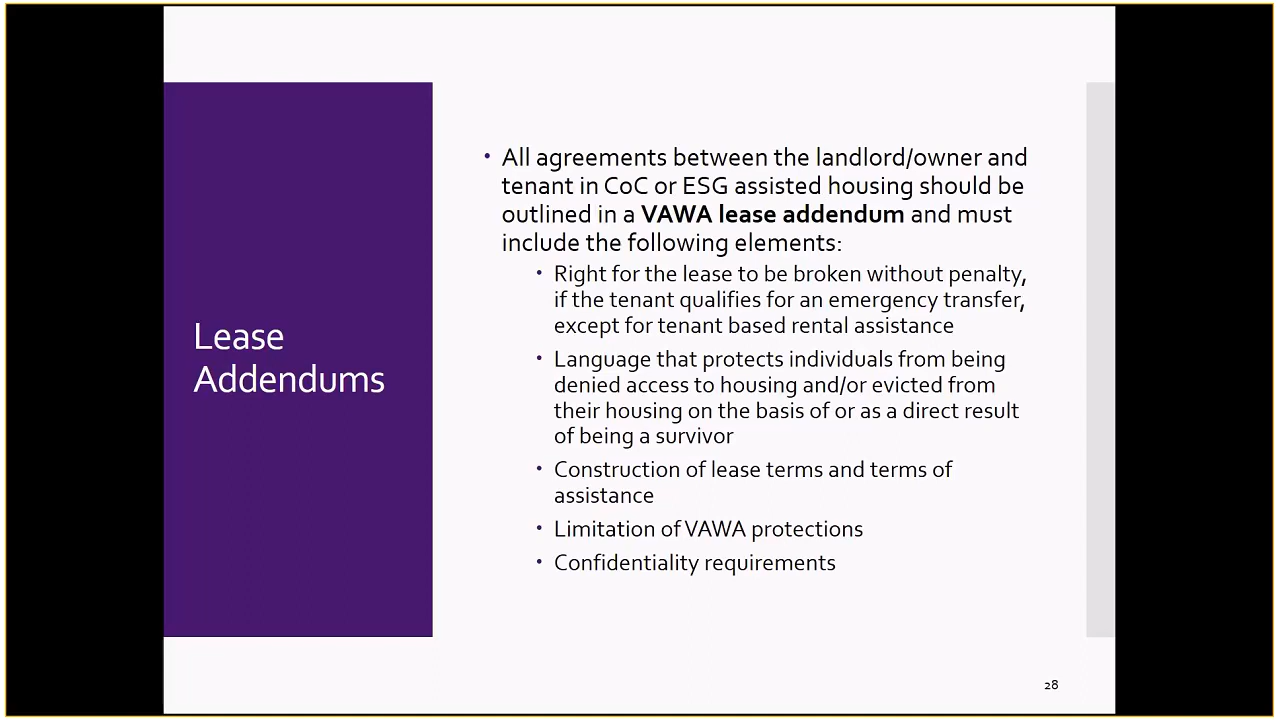 Lease
Addendums
• All agreements between the landlord/owner and
tenant in CoC or ESG assisted housing should be
outlined in a VAWA lease addendum and must
include the following elements:
• Right for the lease to be broken without penalty,
if the tenant qualifies for an emergency transfer,
except for tenant based rental assistance
• Language that protects individuals from being
denied access to housing and/or evicted from
their housing on the basis of or as a direct result
of being a survivor
• Construction of lease terms and terms of
assistance
• Limitation of VAWA protections
• Confidentiality requirements
28